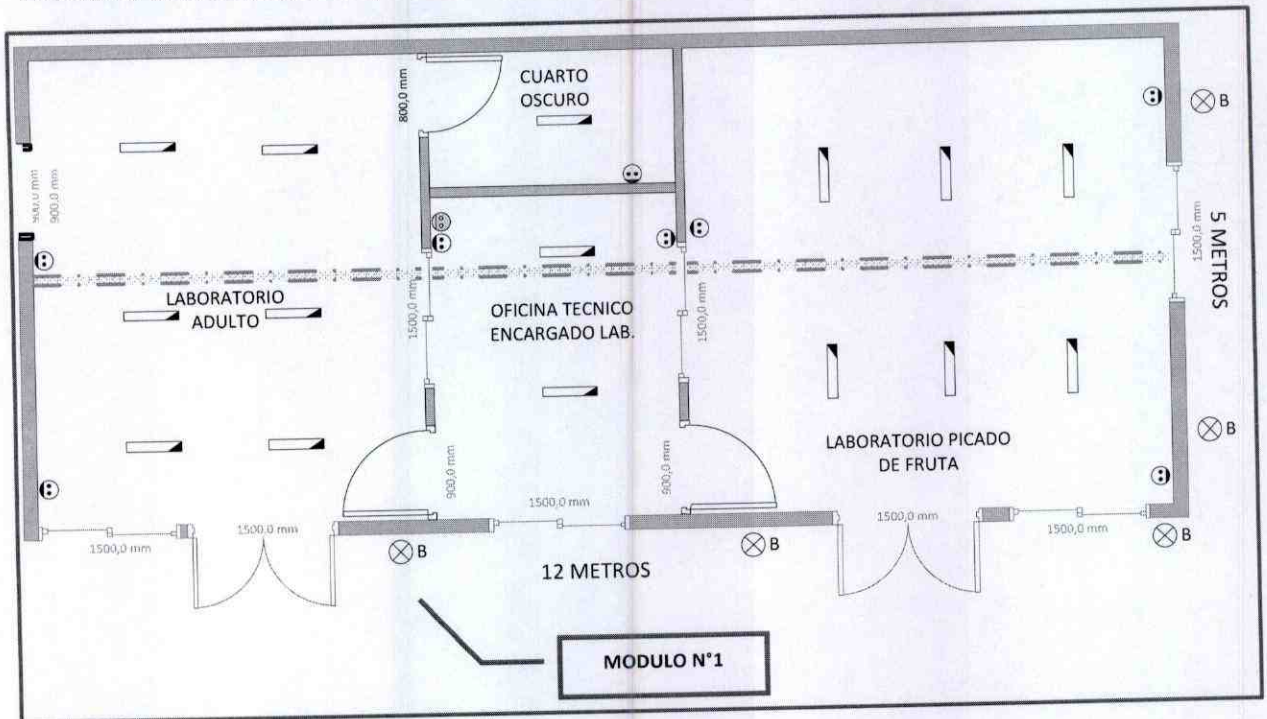 CUARTO
OSCURO
800,0 mm
B
900,0 mm
900,0 mm
5 METROS
1500,0 mm
LABORATORIO
ADULTO
1500,0 mm
OFICINA TECNICO
ENCARGADO LAB.
1500,0 mm
B
LABORATORIO PICADO
DE FRUTA
900,0 mm
900,0 mm
1500,0 mm
1500,0 mm
1500,0 mm
1500,0 mm
1500,0 mm
B
B
B
12 METROS
MODULO N°1